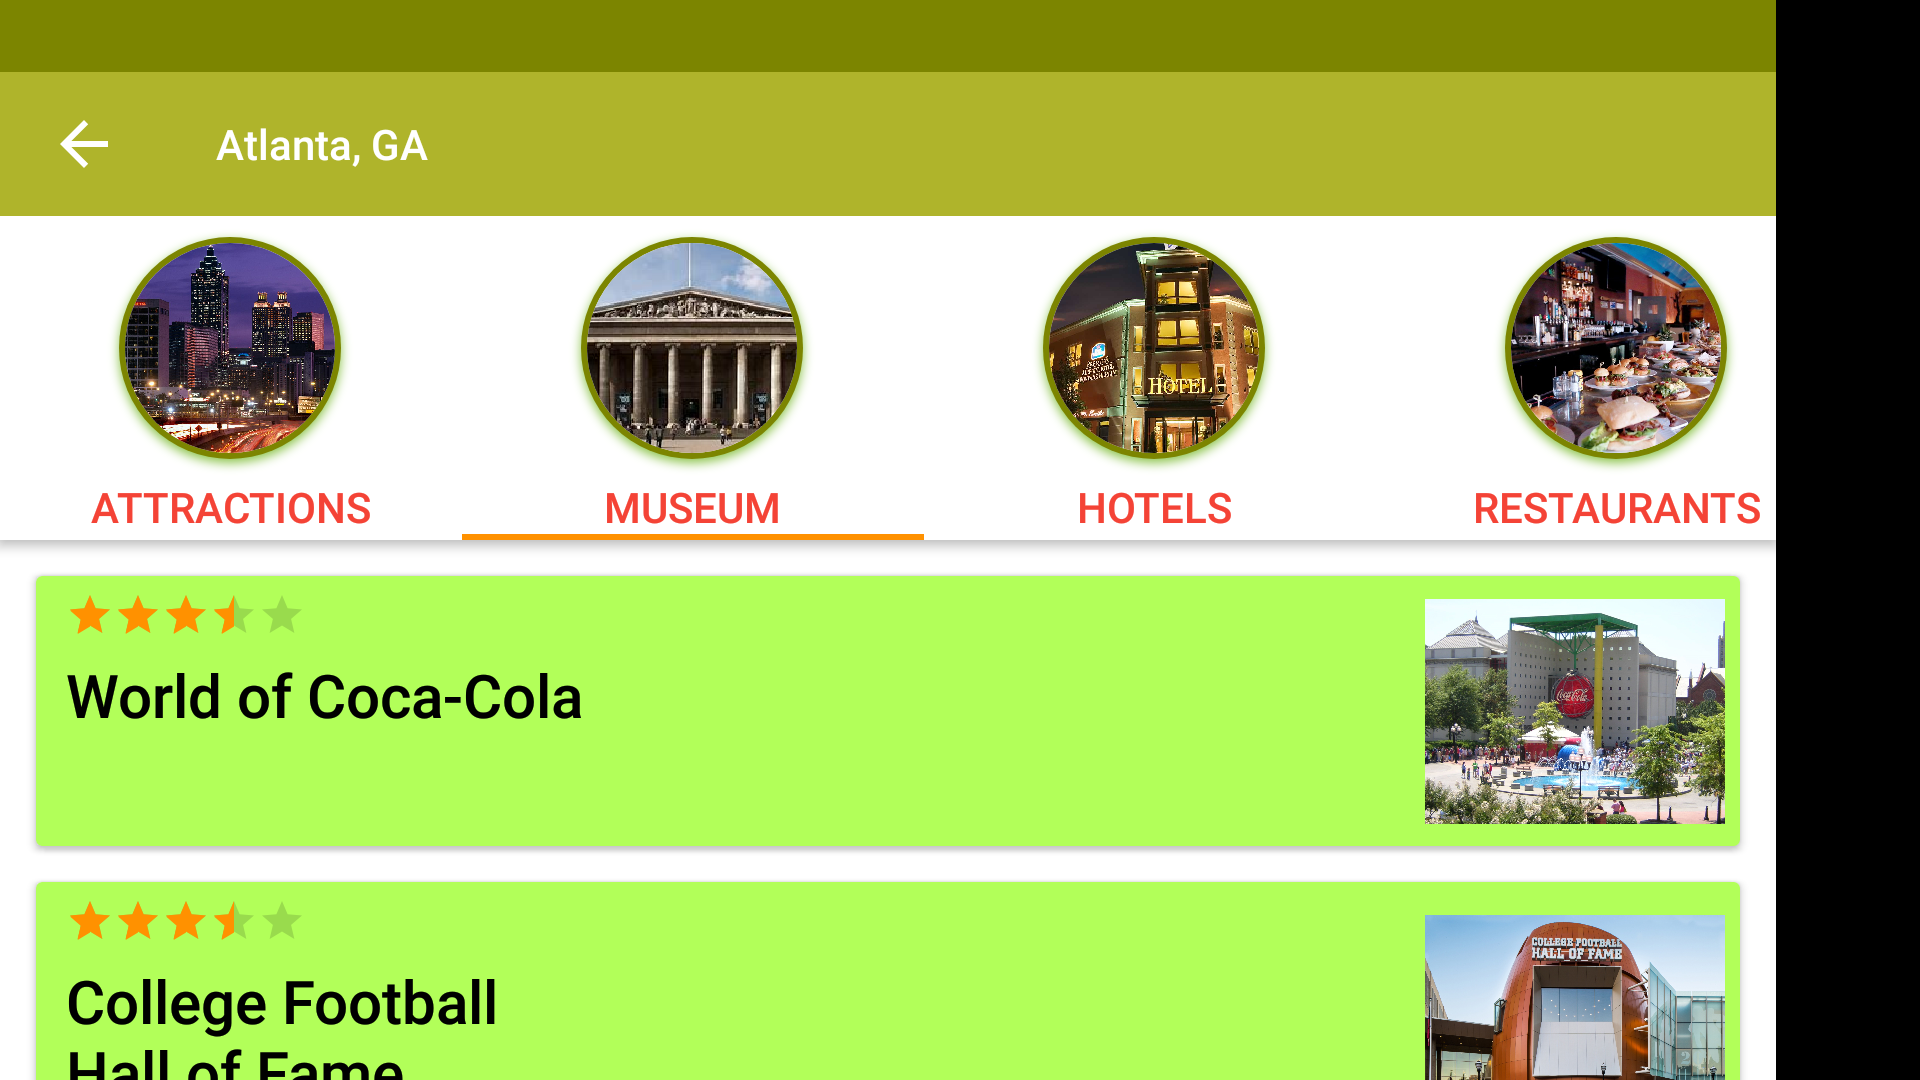 Atlanta, GA
HOTEL
ATTRACTIONS
MUSEUM
HOTELS
RESTAURANTS
World of Coca-Cola
Coca-Cola
COLLEGE FOOTBALL
HALL OF FAME
College Football
Hall of Fame